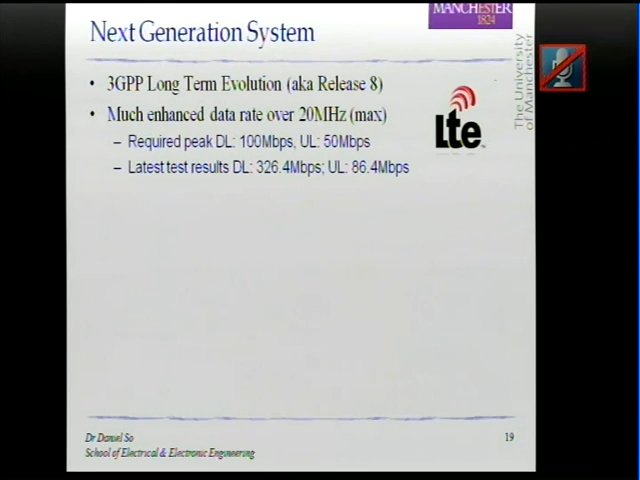 MANCHESTER
1824
Next Generation System
The University
of Manchester
• 3GPP Long Term Evolution (aka Release 8)
• Much enhanced data rate over 20MHz (max)
– Required peak DL: 100Mbps, UL: 50Mbps
– Latest test results DL: 326.4Mbps; UL: 86.4Mbps
Lte
Dr Daniel So
School of Electrical & Electronic Engineering
19